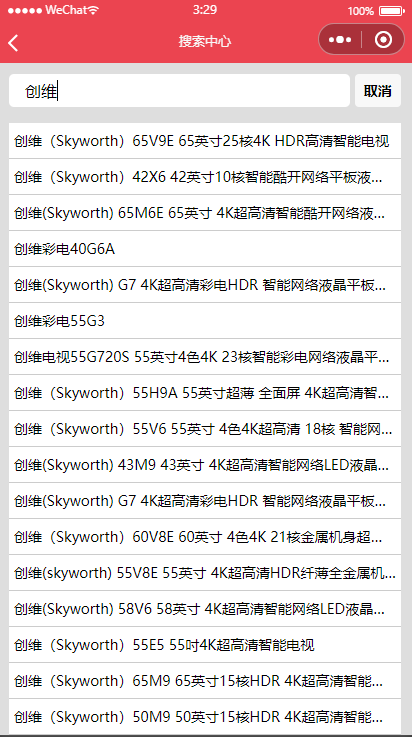 WeChat 3:29 100%
搜索中心
创维 取消
创维（Skyworth）65V9E 65英寸25核4K HDR高清智能电视
创维（Skyworth）42X6 42英寸10核智能酷开网络平板液...
创维(Skyworth) 65M6E 65英寸 4K超高清智能酷开网络液...
创维彩电40G6A
创维(Skyworth) G7 4K超高清彩电HDR 智能网络液晶平板...
创维彩电55G3
创维电视55G720S 55英寸4色4K 23核智能彩电网络液晶平...
创维（Skyworth）55H9A 55英寸超薄 全面屏 4K超高清智...
创维（Skyworth）55V6 55英寸 4色4K超高清 18核 智能网...
创维(Skyworth) 43M9 43英寸 4K超高清智能网络LED液晶...
创维(Skyworth) G7 4K超高清彩电HDR 智能网络液晶平板...
创维（Skyworth）60V8E 60英寸 4色4K 21核金属机身超...
创维(skyworth) 55V8E 55英寸 4K超高清HDR纤薄全金属机...
创维(Skyworth) 58V6 58英寸 4K超高清智能网络LED液晶...
创维（Skyworth）55E5 55吋4K超高清智能电视
创维（Skyworth）65M9 65英寸15核HDR 4K超高清智能...
创维（Skyworth）50M9 50英寸15核HDR 4K超高清智能...